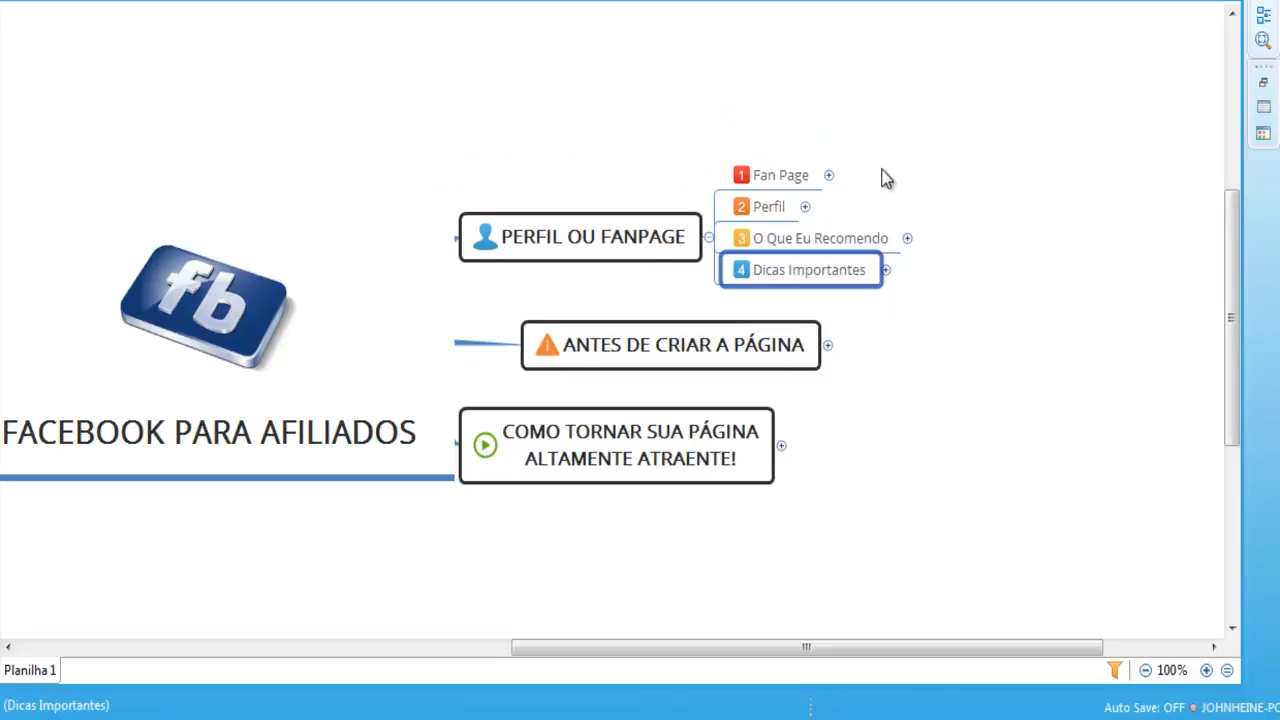 1 Fan Page
2 Perfil
PERFIL OU FANPAGE
3 O Que Eu Recomendo
4 Dicas Importantes
fb
ANTES DE CRIAR A PÁGINA
FACEBOOK PARA AFILIADOS
COMO TORNAR SUA PÁGINA
ALTAMENTE ATRAENTE!
Planilha 1
100%
(Dicas Importantes)
Auto Save: OFF
JOHNHEINE-PC